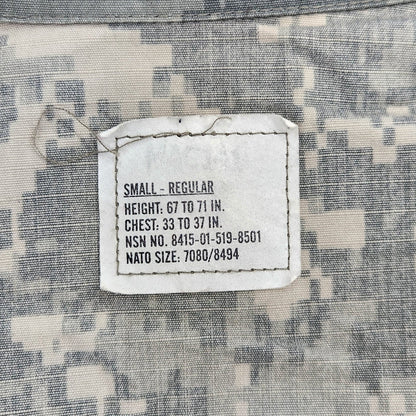 SMALL - REGULAR
HEIGHT: 67 TO 71 IN.
CHEST: 33 TO 37 IN.
NSN NO. 8415-01-519-8501
NATO SIZE: 7080/8494